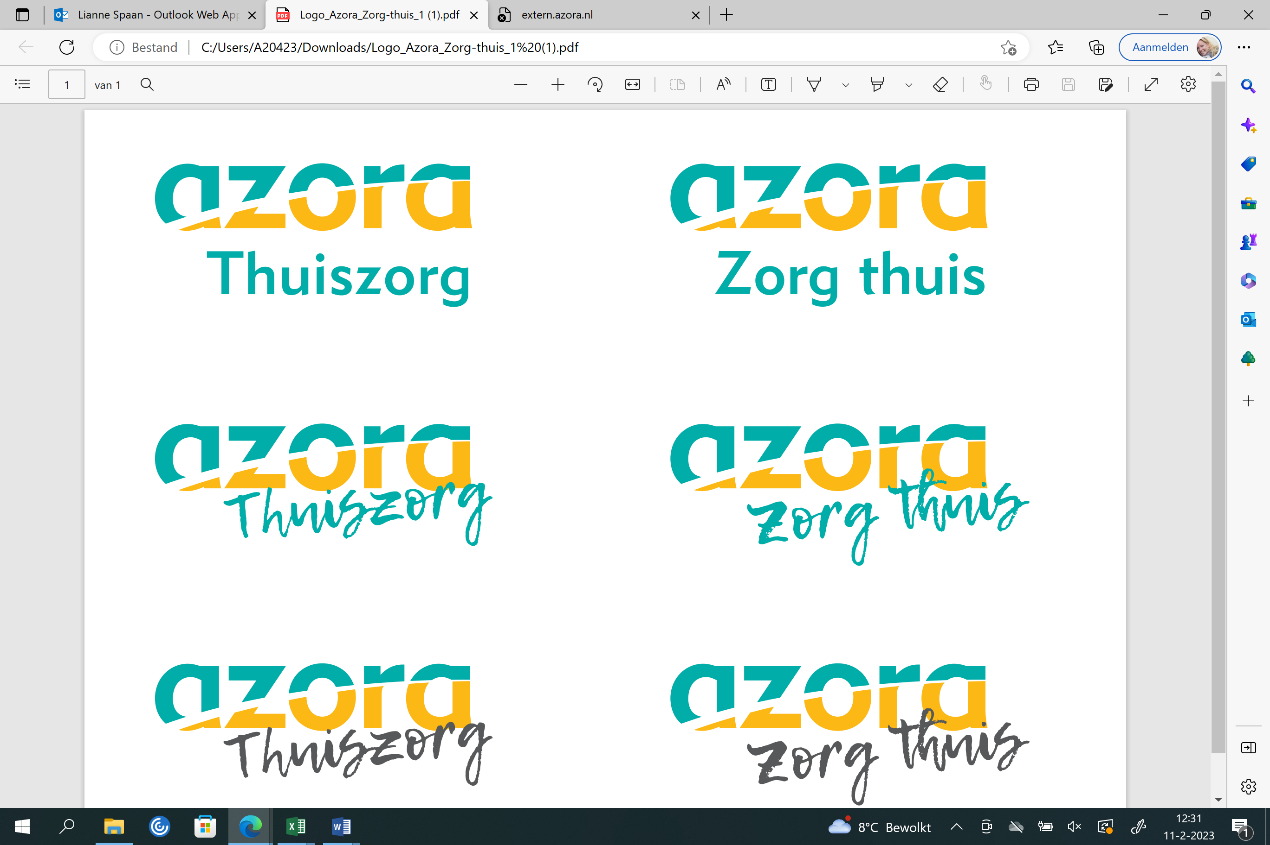 Lianne Spaan - Outlook Web App
Logo_Azora_Zorg-thuis_1 (1).pdf
extern.azora.nl
Bestand
C:/Users/A20423/Downloads/Logo_Azora_Zorg-thuis_1%20(1).pdf
Aanmelden
1
van 1
azora
Thuiszorg
azora
Zorg thuis
azora
Thuiszorg
azora
Zorg thuis
azora
Thuiszorg
azora
Zorg thuis
8°C Bewolkt
12:31
11-2-2023
1